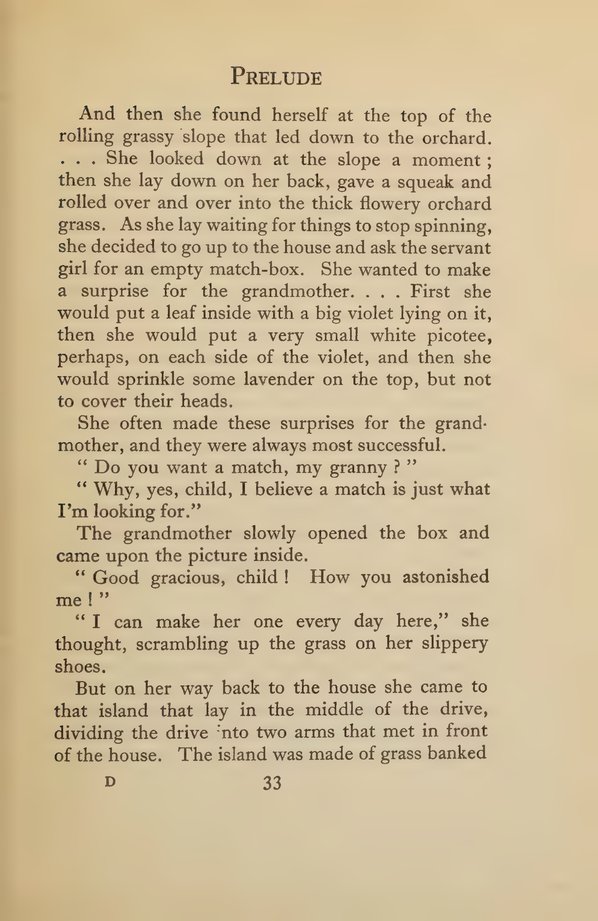 PRELUDE
And then she found herself at the top of the
rolling grassy slope that led down to the orchard.
. . . She looked down at the slope a moment ;
then she lay down on her back, gave a squeak and
rolled over and over into the thick flowery orchard
grass. As she lay waiting for things to stop spinning,
she decided to go up to the house and ask the servant
girl for an empty match-box. She wanted to make
a surprise for the grandmother. . . . First she
would put a leaf inside with a big violet lying on it,
then she would put a very small white picotee,
perhaps, on each side of the violet, and then she
would sprinkle some lavender on the top, but not
to cover their heads.
She often made these surprises for the grand-
mother, and they were always most successful.
“ Do you want a match, my granny ? ”
“ Why, yes, child, I believe a match is just what
I’m looking for.”
The grandmother slowly opened the box and
came upon the picture inside.
“ Good gracious, child ! How you astonished
me ! ”
“ I can make her one every day here,” she
thought, scrambling up the grass on her slippery
shoes.
But on her way back to the house she came to
that island that lay in the middle of the drive,
dividing the drive into two arms that met in front
of the house. The island was made of grass banked
D 33